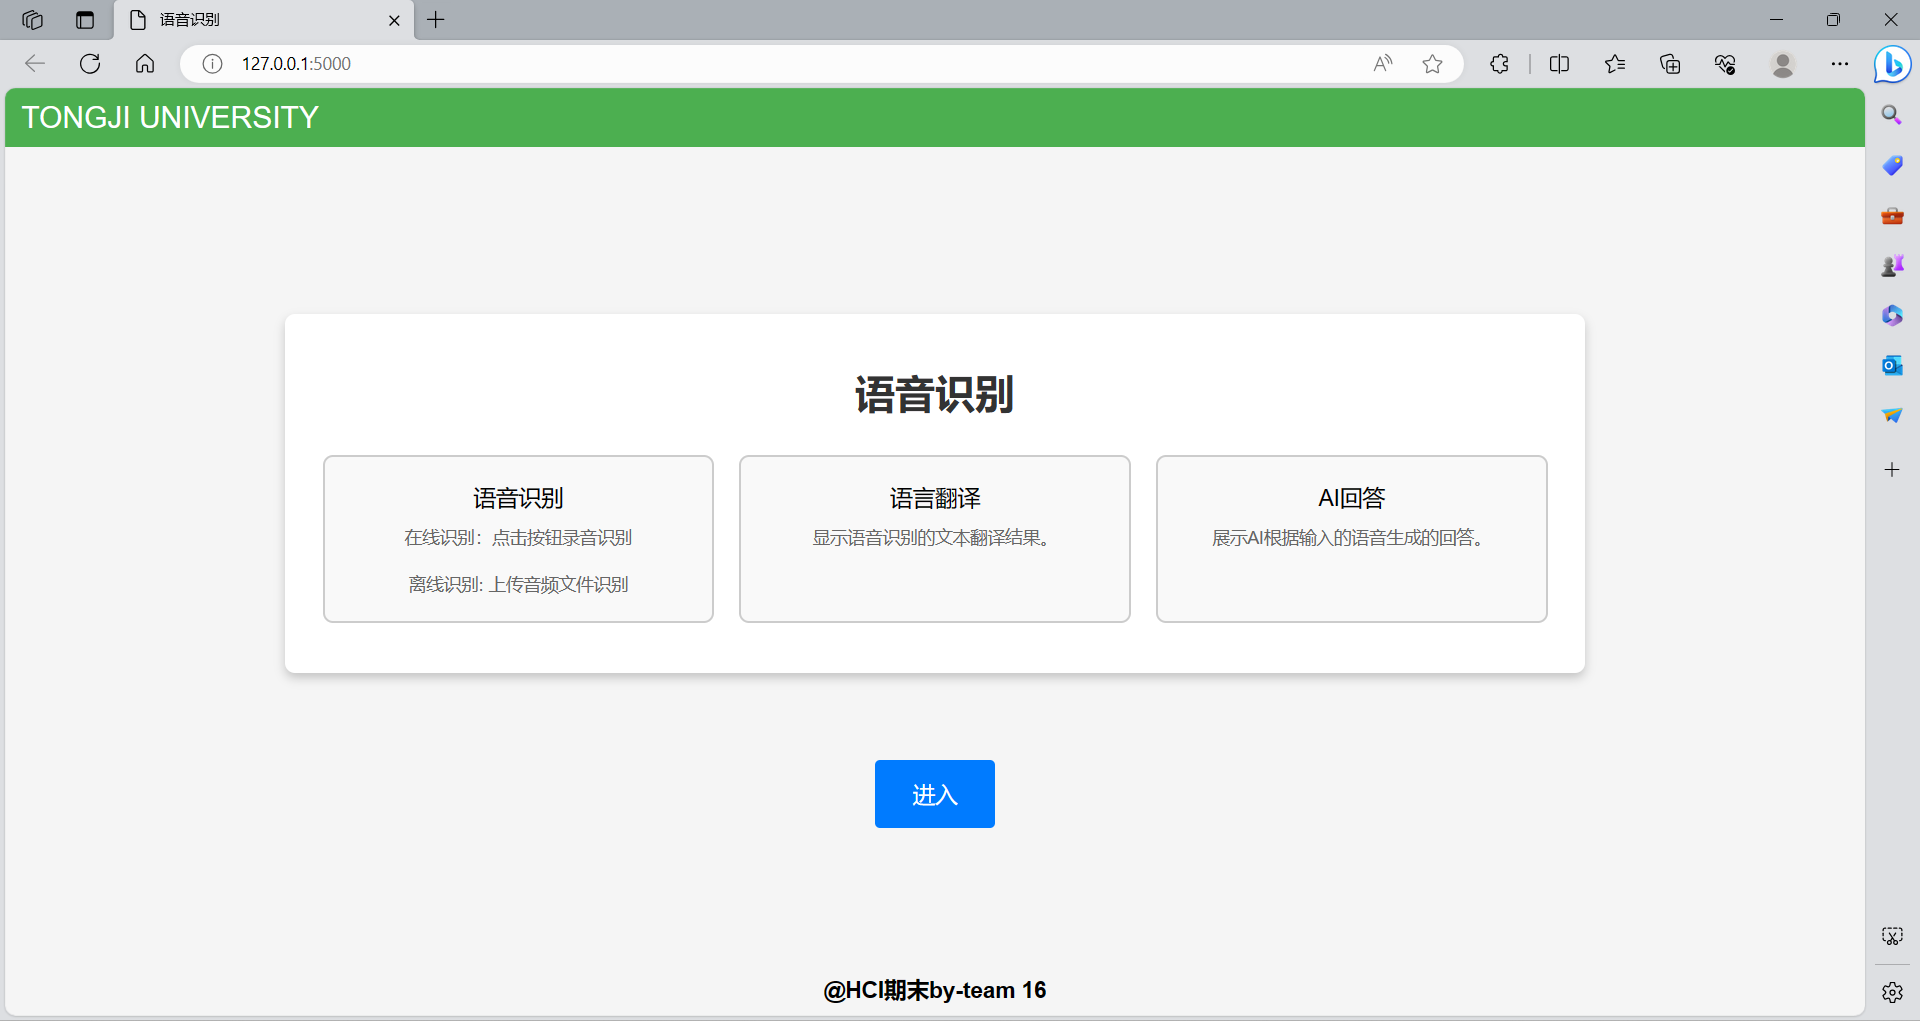 语音识别
127.0.0.1:5000
TONGJI UNIVERSITY
语音识别
语音识别
在线识别：点击按钮录音识别
离线识别: 上传音频文件识别
语言翻译
显示语音识别的文本翻译结果。
AI回答
展示AI根据输入的语音生成的回答。
进入
@HCI期末by-team 16